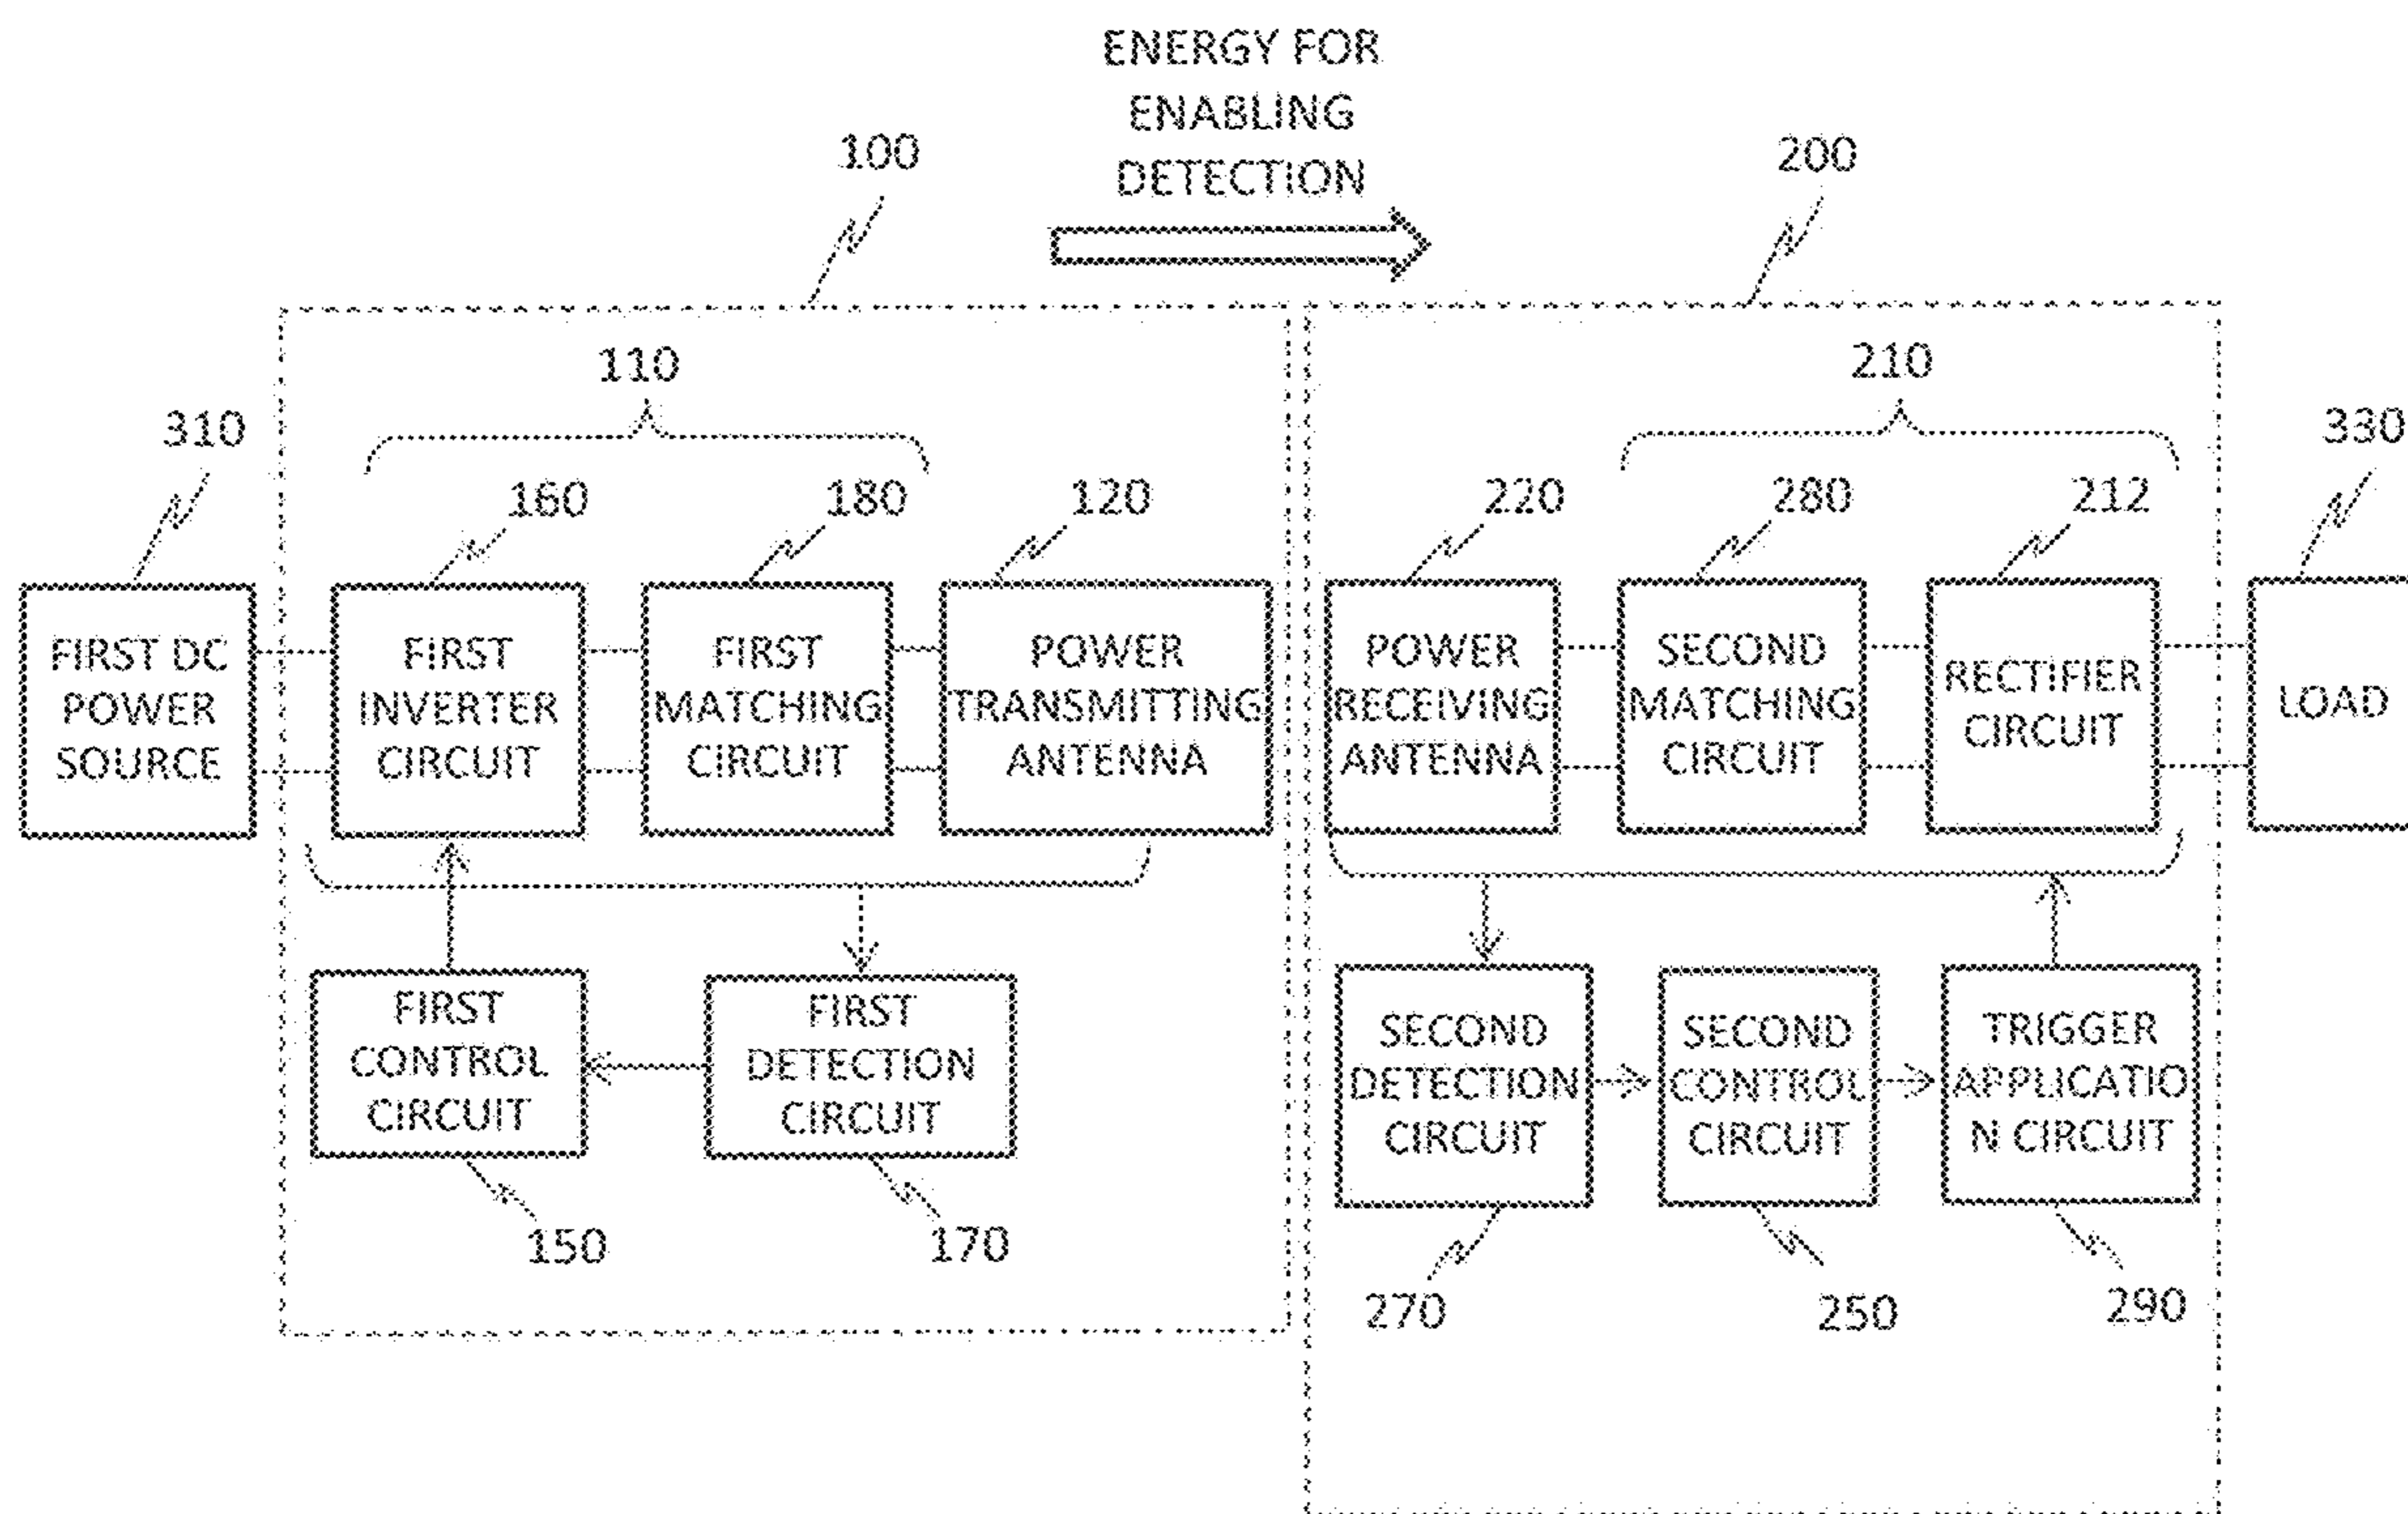 ENERGY FOR
ENABLING
DETECTION
100
200
110
210
310
330
160
180
120
220
280
212
FIRST DC
POWER
SOURCE
FIRST
INVERTER
CIRCUIT
FIRST
MATCHING
CIRCUIT
POWER
TRANSMITTING
ANTENNA
POWER
RECEIVING
ANTENNA
SECOND
MATCHING
CIRCUIT
RECTIFIER
CIRCUIT
LOAD
FIRST
CONTROL
CIRCUIT
FIRST
DETECTION
CIRCUIT
SECOND
DETECTION
CIRCUIT
SECOND
CONTROL
CIRCUIT
TRIGGER
APPLICATIO
N CIRCUIT
150
170
270
250
290